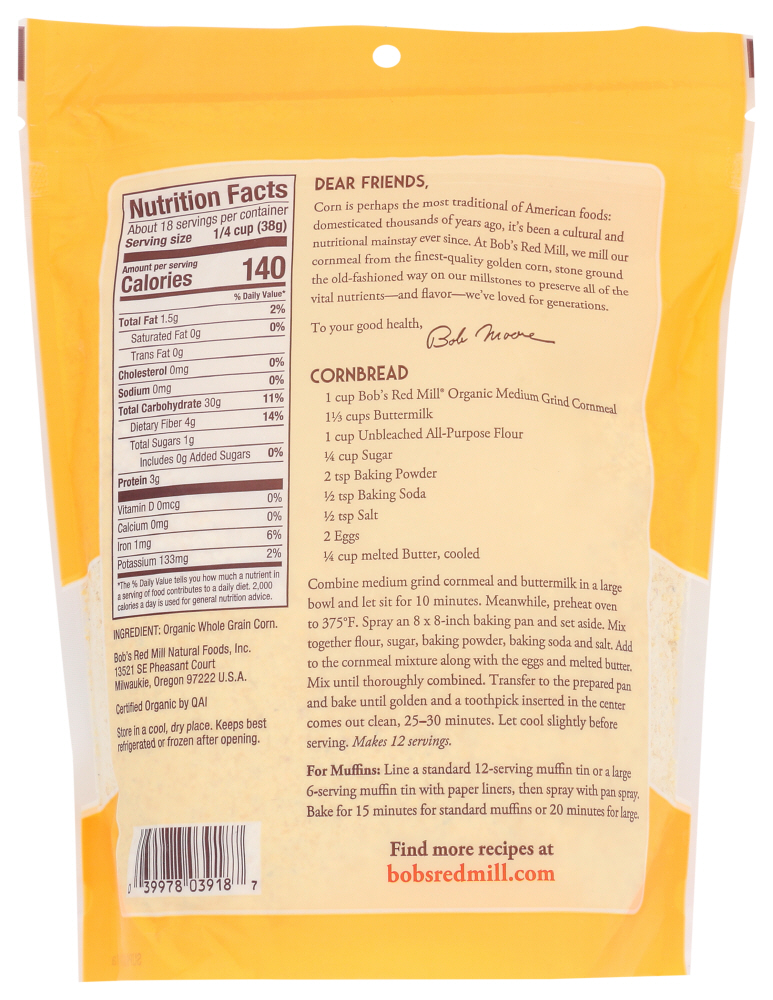 Nutrition Facts
About 18 servings per container
Serving size 1/4 cup (38g)
Amount per serving
Calories 140
% Daily Value*
Total Fat 1.5g 2%
Saturated Fat 0g 0%
Trans Fat 0g
Cholesterol 0mg 0%
Sodium 0mg 0%
Total Carbohydrate 30g 11%
Dietary Fiber 4g 14%
Total Sugars 1g
Includes 0g Added Sugars 0%
Protein 3g
Vitamin D 0mcg 0%
Calcium 0mg 0%
Iron 1mg 6%
Potassium 133mg 2%
*The % Daily Value tells you how much a nutrient in
a serving of food contributes to a daily diet. 2,000
calories a day is used for general nutrition advice.
INGREDIENT: Organic Whole Grain Corn.
Bob's Red Mill Natural Foods, Inc.
13521 SE Pheasant Court
Milwaukie, Oregon 97222 U.S.A.
Certified Organic by QAI
Store in a cool, dry place. Keeps best
refrigerated or frozen after opening.
0 39978 03918 7
DEAR FRIENDS,
Corn is perhaps the most traditional of American foods:
domesticated thousands of years ago, it's been a cultural and
nutritional mainstay ever since. At Bob's Red Mill, we mill our
cornmeal from the finest-quality golden corn, stone ground
the old-fashioned way on our millstones to preserve all of the
vital nutrients—and flavor—we've loved for generations.
To your good health,
Bob Moore
CORNBREAD
1 cup Bob's Red Mill® Organic Medium Grind Cornmeal
1⅓ cups Buttermilk
1 cup Unbleached All-Purpose Flour
¼ cup Sugar
2 tsp Baking Powder
½ tsp Baking Soda
½ tsp Salt
2 Eggs
¼ cup melted Butter, cooled
Combine medium grind cornmeal and buttermilk in a large
bowl and let sit for 10 minutes. Meanwhile, preheat oven
to 375°F. Spray an 8 x 8-inch baking pan and set aside. Mix
together flour, sugar, baking powder, baking soda and salt. Add
to the cornmeal mixture along with the eggs and melted butter.
Mix until thoroughly combined. Transfer to the prepared pan
and bake until golden and a toothpick inserted in the center
comes out clean, 25–30 minutes. Let cool slightly before
serving. Makes 12 servings.
For Muffins: Line a standard 12-serving muffin tin or a large
6-serving muffin tin with paper liners, then spray with pan spray.
Bake for 15 minutes for standard muffins or 20 minutes for large.
Find more recipes at
bobsredmill.com